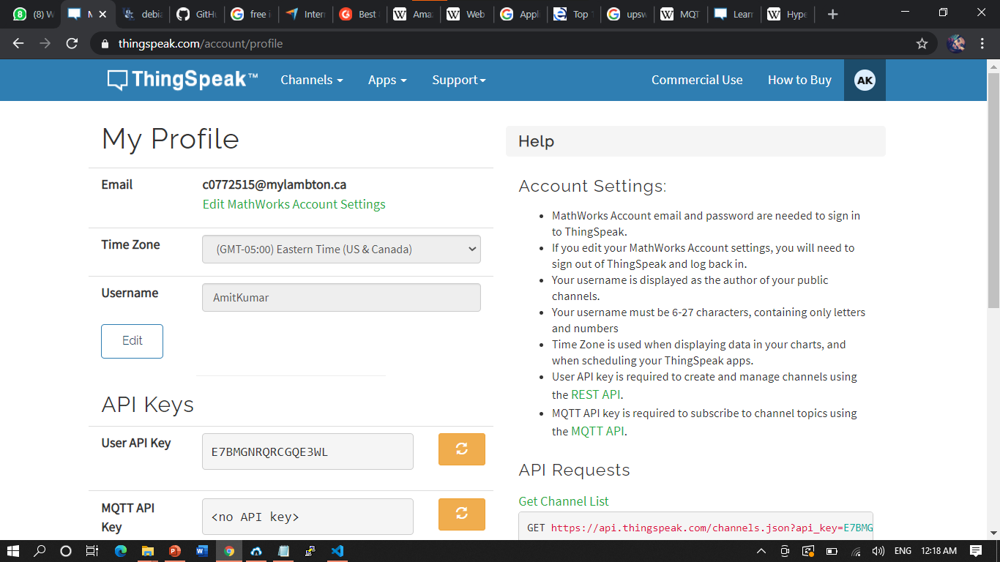 (8) W
M
debia
GitHu
free i
Intern
Best
Amaz
Web
Appli
Top
upsw
MQT
Learn
Hype
thingspeak.com/account/profile
ThingSpeak™
Channels
Apps
Support
Commercial Use
How to Buy
AK
My Profile
Email
c0772515@mylambton.ca
Edit MathWorks Account Settings
Time Zone
(GMT-05:00) Eastern Time (US & Canada)
Username
AmitKumar
Edit
API Keys
User API Key
E7BMGNRQRCGQE3WL
MQTT API
Key
<no API key>
Help
Account Settings:
• MathWorks Account email and password are needed to sign in
to ThingSpeak.
• If you edit your MathWorks Account settings, you will need to
sign out of ThingSpeak and log back in.
• Your username is displayed as the author of your public
channels.
• Your username must be 6-27 characters, containing only letters
and numbers
• Time Zone is used when displaying data in your charts, and
when scheduling your ThingSpeak apps.
• User API key is required to create and manage channels using
the REST API.
• MQTT API key is required to subscribe to channel topics using
the MQTT API.
API Requests
Get Channel List
GET https://api.thingspeak.com/channels.json?api_key=E7BMG
ENG
12:18 AM